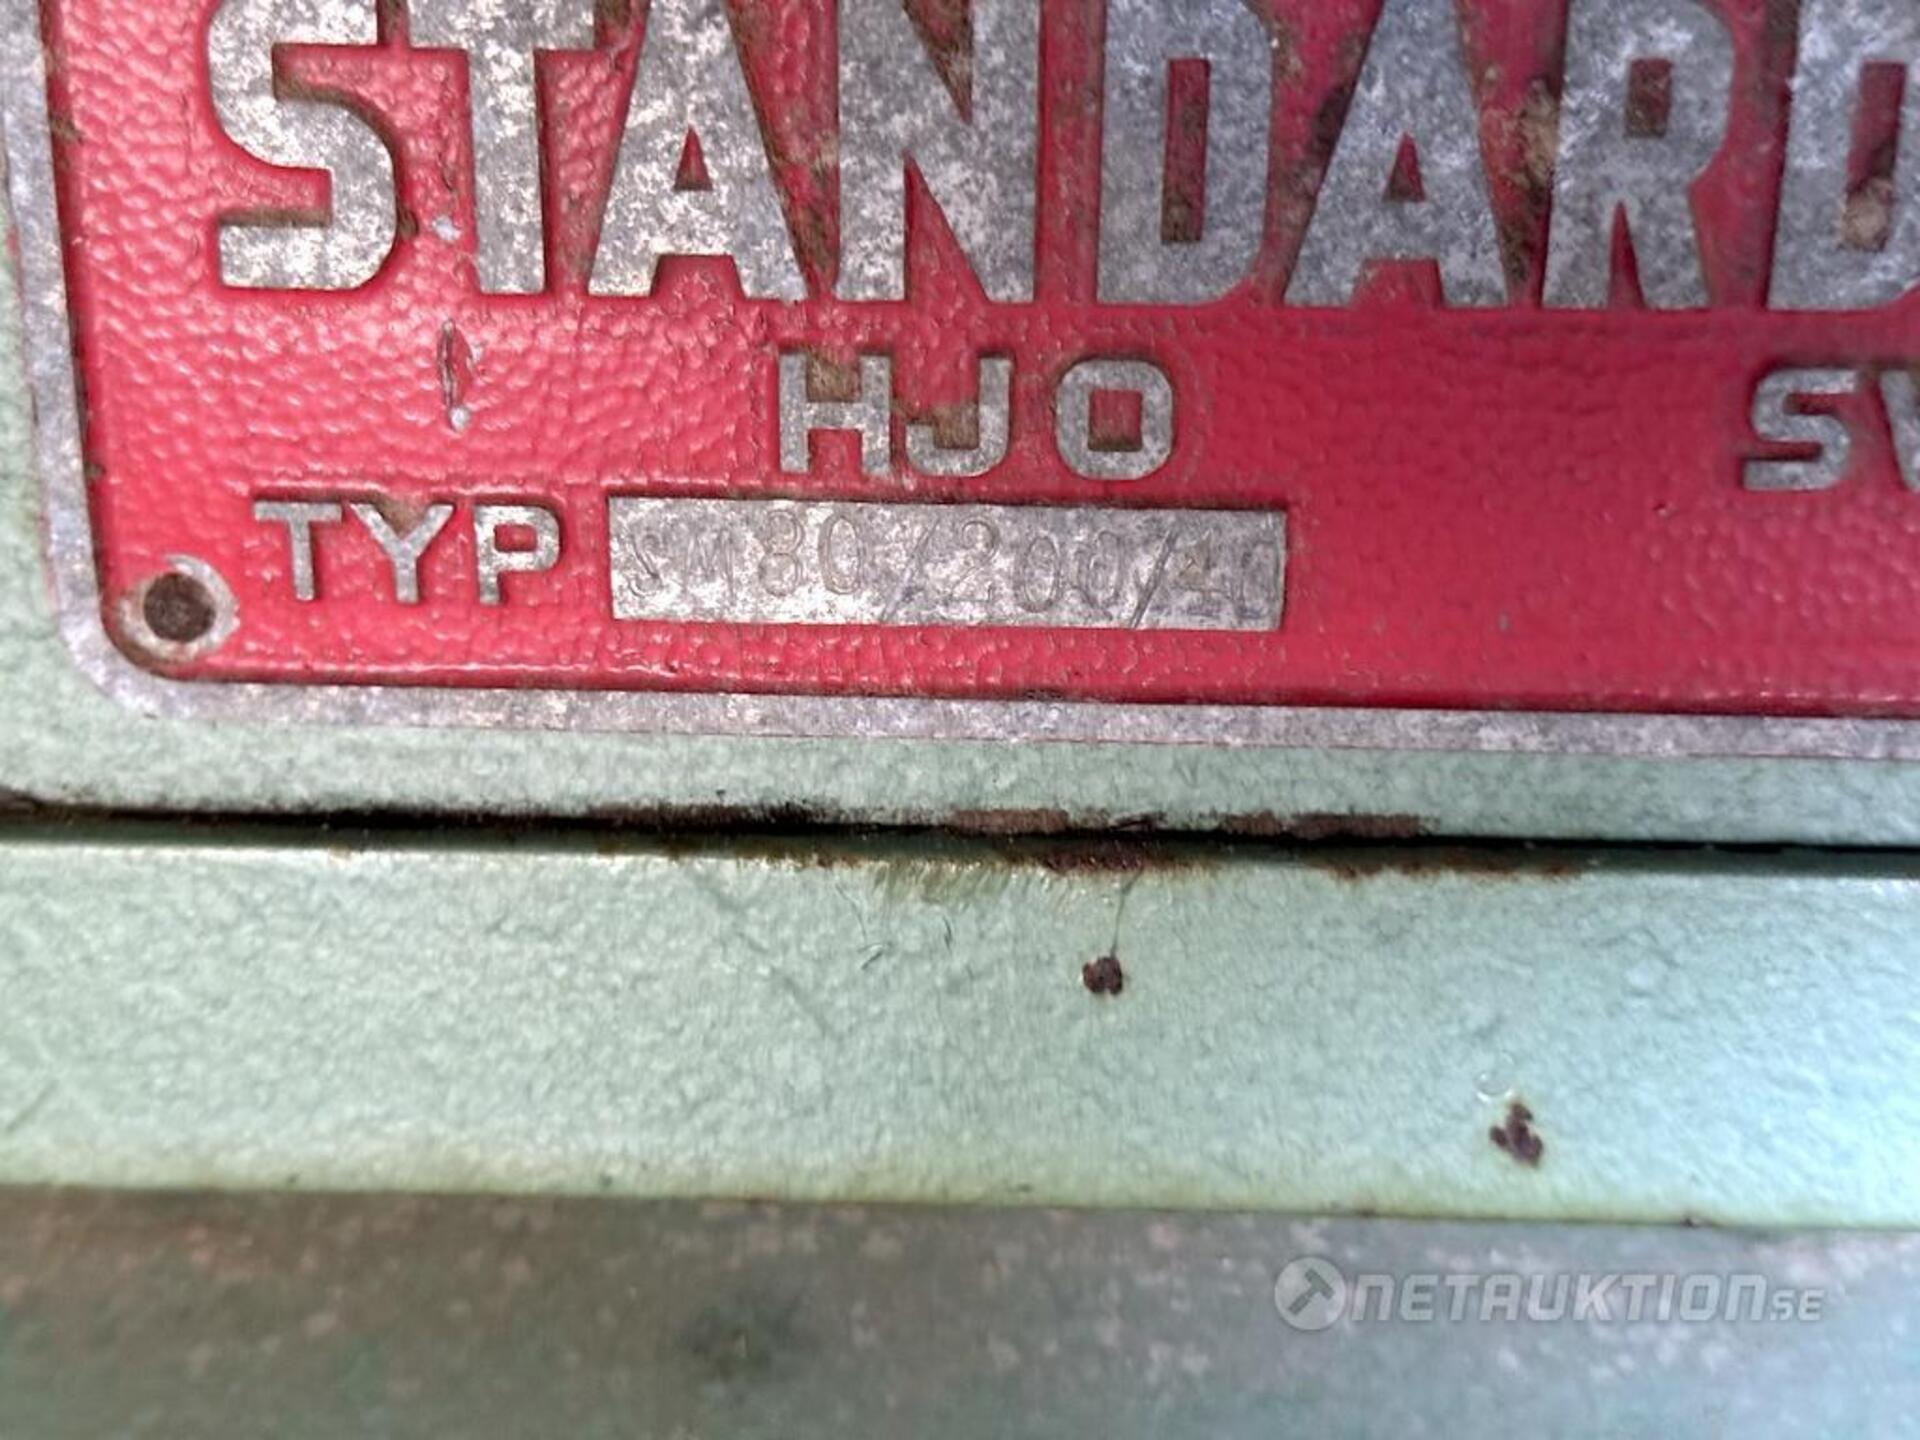 STANDARD
HJO
TYP SM80/200/10
NETAUKTION.SE